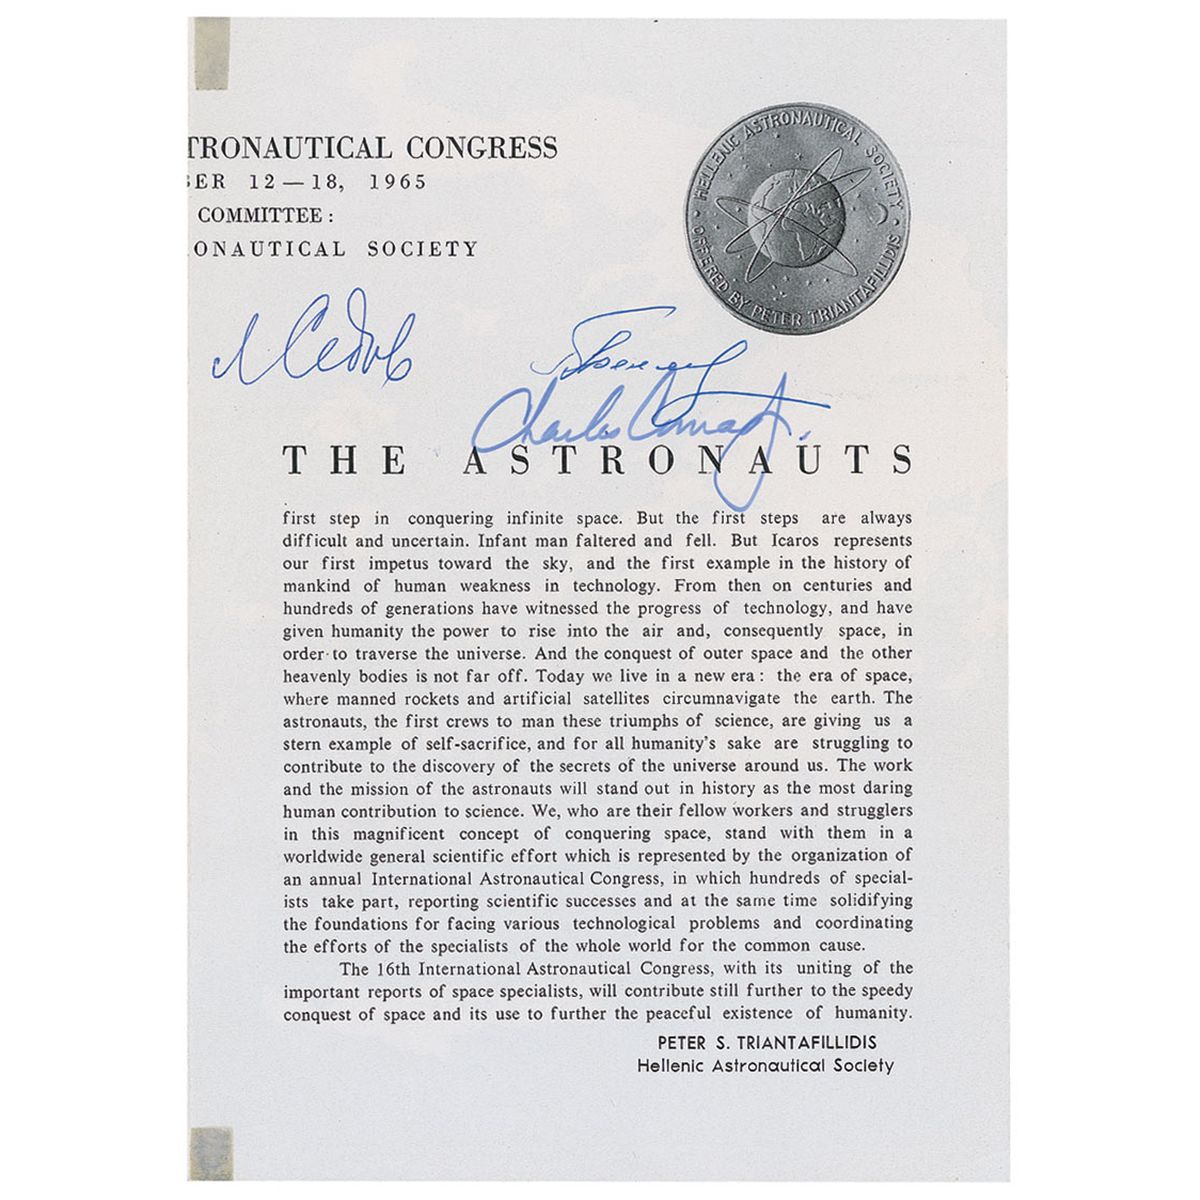 TRONAUTICAL CONGRESS
BER 12 — 18, 1965
COMMITTEE :
ONAUTICAL SOCIETY
· HELLENIC ASTRONAUTICAL SOCIETY ·
OFFERED BY PETER TRIANTAFILLIDIS
лСедов
Charles Conrad Jr.
THE ASTRONAUTS
first step in conquering infinite space. But the first steps are always
difficult and uncertain. Infant man faltered and fell. But Icaros represents
our first impetus toward the sky, and the first example in the history of
mankind of human weakness in technology. From then on centuries and
hundreds of generations have witnessed the progress of technology, and have
given humanity the power to rise into the air and, consequently space, in
order to traverse the universe. And the conquest of outer space and the other
heavenly bodies is not far off. Today we live in a new era : the era of space,
where manned rockets and artificial satellites circumnavigate the earth. The
astronauts, the first crews to man these triumphs of science, are giving us a
stern example of self-sacrifice, and for all humanity's sake are struggling to
contribute to the discovery of the secrets of the universe around us. The work
and the mission of the astronauts will stand out in history as the most daring
human contribution to science. We, who are their fellow workers and strugglers
in this magnificent concept of conquering space, stand with them in a
worldwide general scientific effort which is represented by the organization of
an annual International Astronautical Congress, in which hundreds of special-
ists take part, reporting scientific successes and at the same time solidifying
the foundations for facing various technological problems and coordinating
the efforts of the specialists of the whole world for the common cause.
The 16th International Astronautical Congress, with its uniting of the
important reports of space specialists, will contribute still further to the speedy
conquest of space and its use to further the peaceful existence of humanity.
PETER S. TRIANTAFILLIDIS
Hellenic Astronautical Society